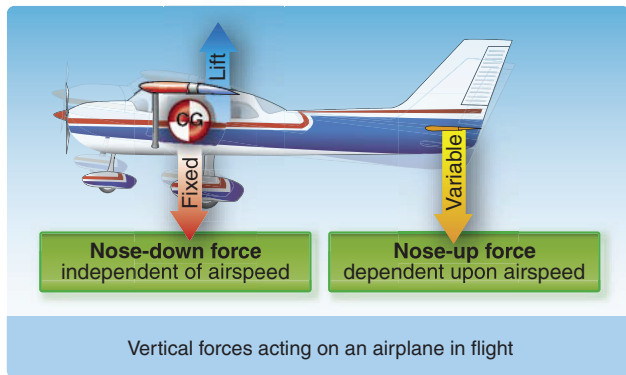 Lift
CG
Fixed
Variable
Nose-down force
independent of airspeed
Nose-up force
dependent upon airspeed
Vertical forces acting on an airplane in flight